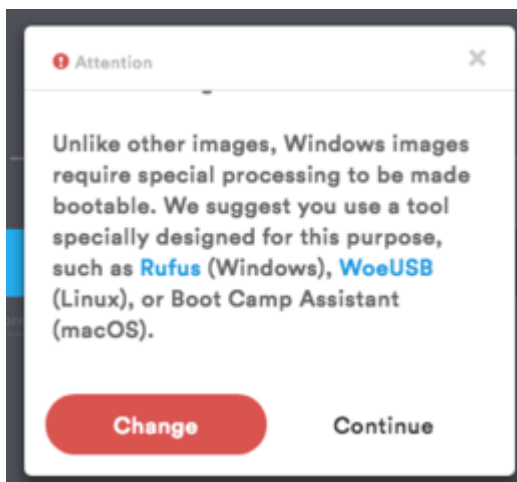 Attention
Unlike other images, Windows images
require special processing to be made
bootable. We suggest you use a tool
specially designed for this purpose,
such as Rufus (Windows), WoeUSB
(Linux), or Boot Camp Assistant
(macOS).
Change
Continue